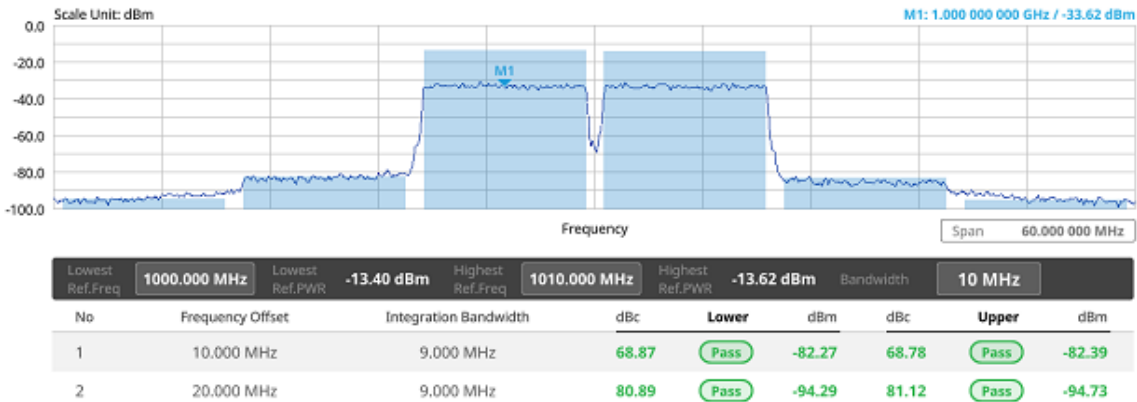 Scale Unit: dBm M1: 1.000 000 000 GHz / -33.62 dBm
0.0
-20.0
M1
-40.0
-60.0
-80.0
-100.0
Frequency
Span 60.000 000 MHz
Lowest Ref.Freq 1000.000 MHz Lowest Ref.PWR -13.40 dBm Highest Ref.Freq 1010.000 MHz Highest Ref.PWR -13.62 dBm Bandwidth 10 MHz
No Frequency Offset Integration Bandwidth dBc Lower dBm dBc Upper dBm
1 10.000 MHz 9.000 MHz 68.87 Pass -82.27 68.78 Pass -82.39
2 20.000 MHz 9.000 MHz 80.89 Pass -94.29 81.12 Pass -94.73